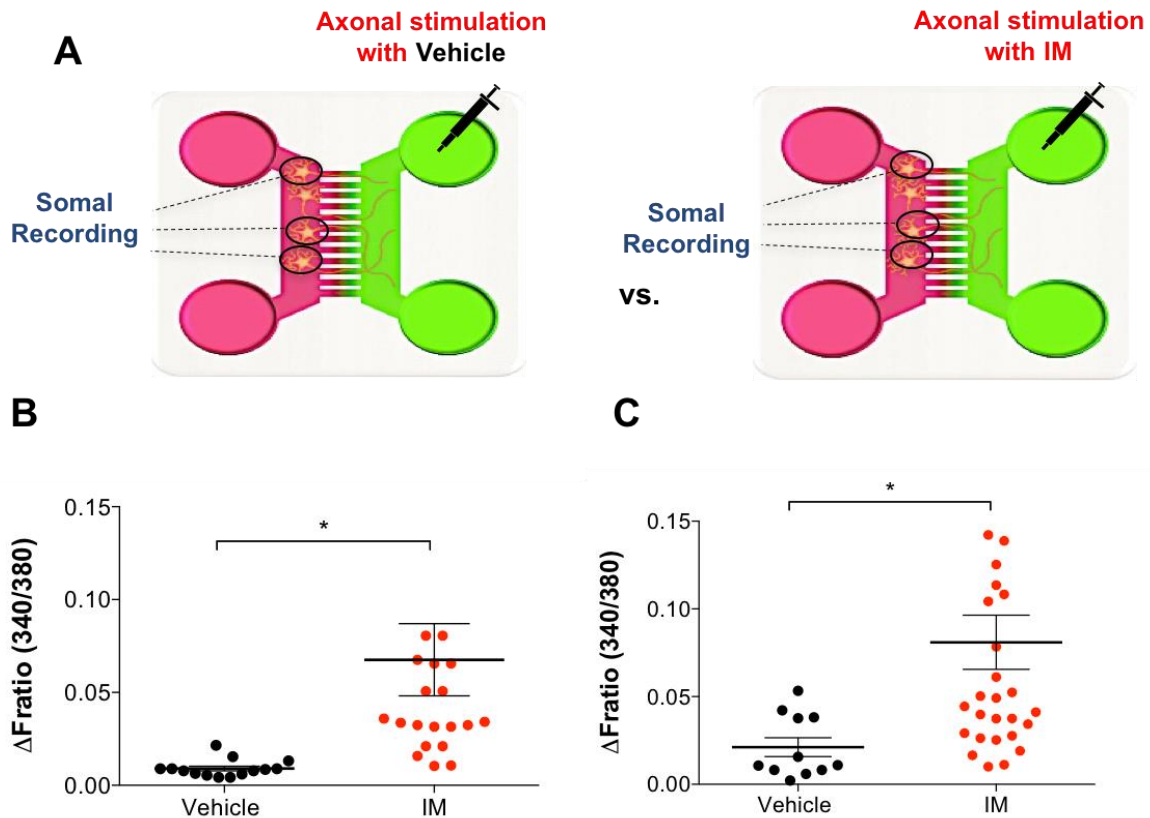 A
Axonal stimulation
with Vehicle
Somal
Recording
vs.
Axonal stimulation
with IM
Somal
Recording
B
ΔFratio (340/380)
0.15
0.10
0.05
0.00
*
Vehicle
IM
C
ΔFratio (340/380)
0.15
0.10
0.05
0.00
*
Vehicle
IM